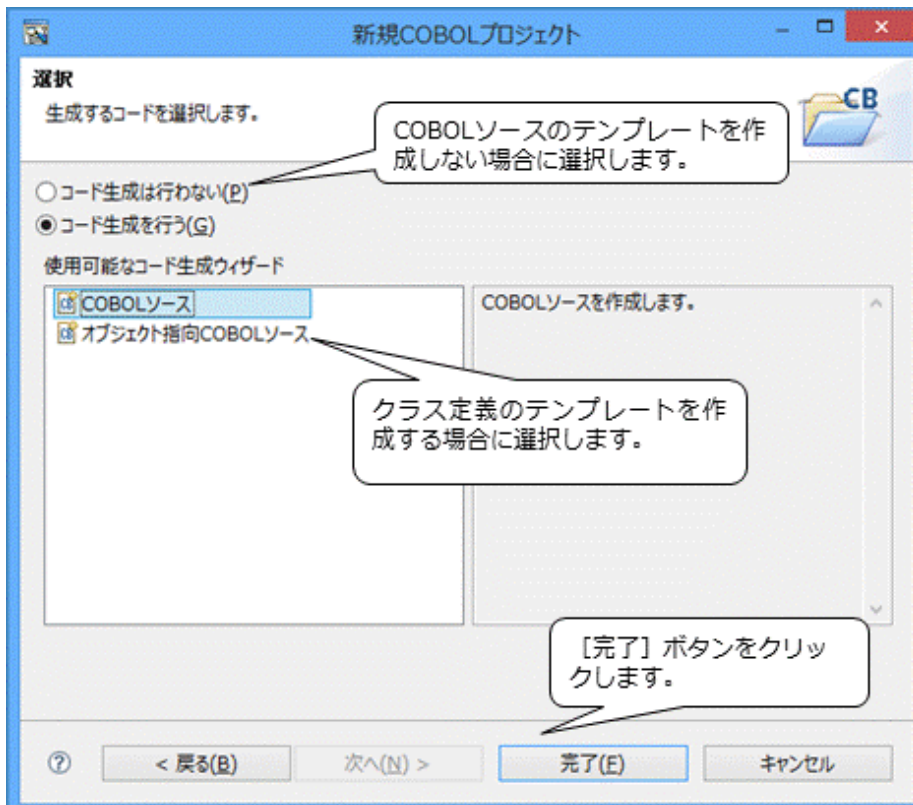 新規COBOLプロジェクト
選択
生成するコードを選択します。
CB
COBOLソースのテンプレートを作
成しない場合に選択します。
コード生成は行わない(P)
コード生成を行う(G)
使用可能なコード生成ウィザード
COBOLソース
COBOLソースを作成します。
オブジェクト指向COBOLソース
クラス定義のテンプレートを作
成する場合に選択します。
［完了］ボタンをクリッ
クします。
< 戻る(B)
次へ(N) >
完了(F)
キャンセル